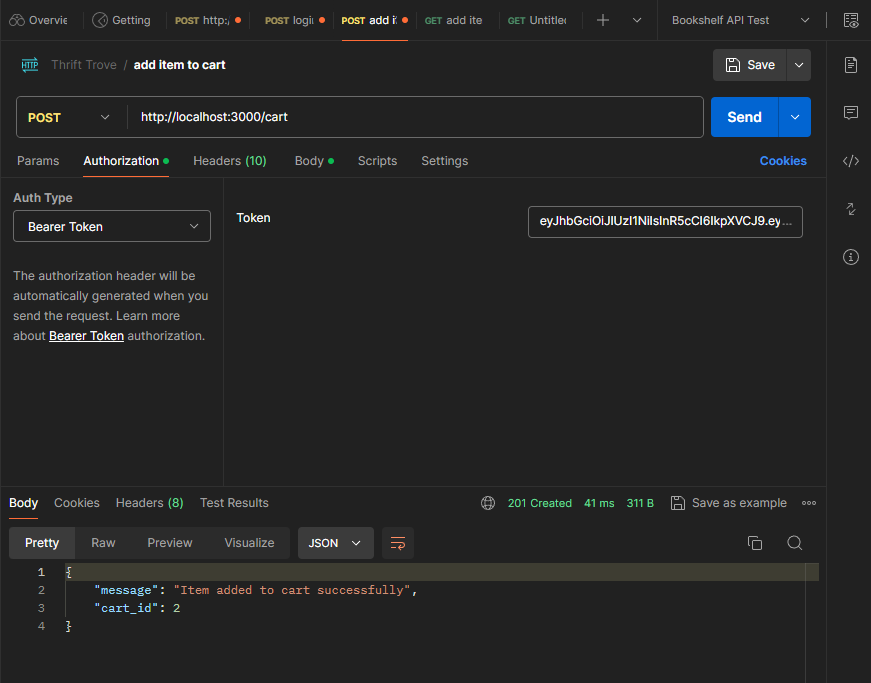 Overvie
Getting
POST http:/
POST logi
POST add i
GET add ite
GET Untitle
Bookshelf API Test
HTTP
Thrift Trove / add item to cart
Save
POST
http://localhost:3000/cart
Send
Params
Authorization
Headers (10)
Body
Scripts
Settings
Cookies
Auth Type
Bearer Token
Token
eyJhbGciOiJIUzI1NiIsInR5cCI6IkpXVCJ9.ey...
The authorization header will be
automatically generated when you
send the request. Learn more
about Bearer Token authorization.
Body
Cookies
Headers (8)
Test Results
201 Created
41 ms
311 B
Save as example
Pretty
Raw
Preview
Visualize
JSON
1 {
2 "message": "Item added to cart successfully",
3 "cart_id": 2
4 }